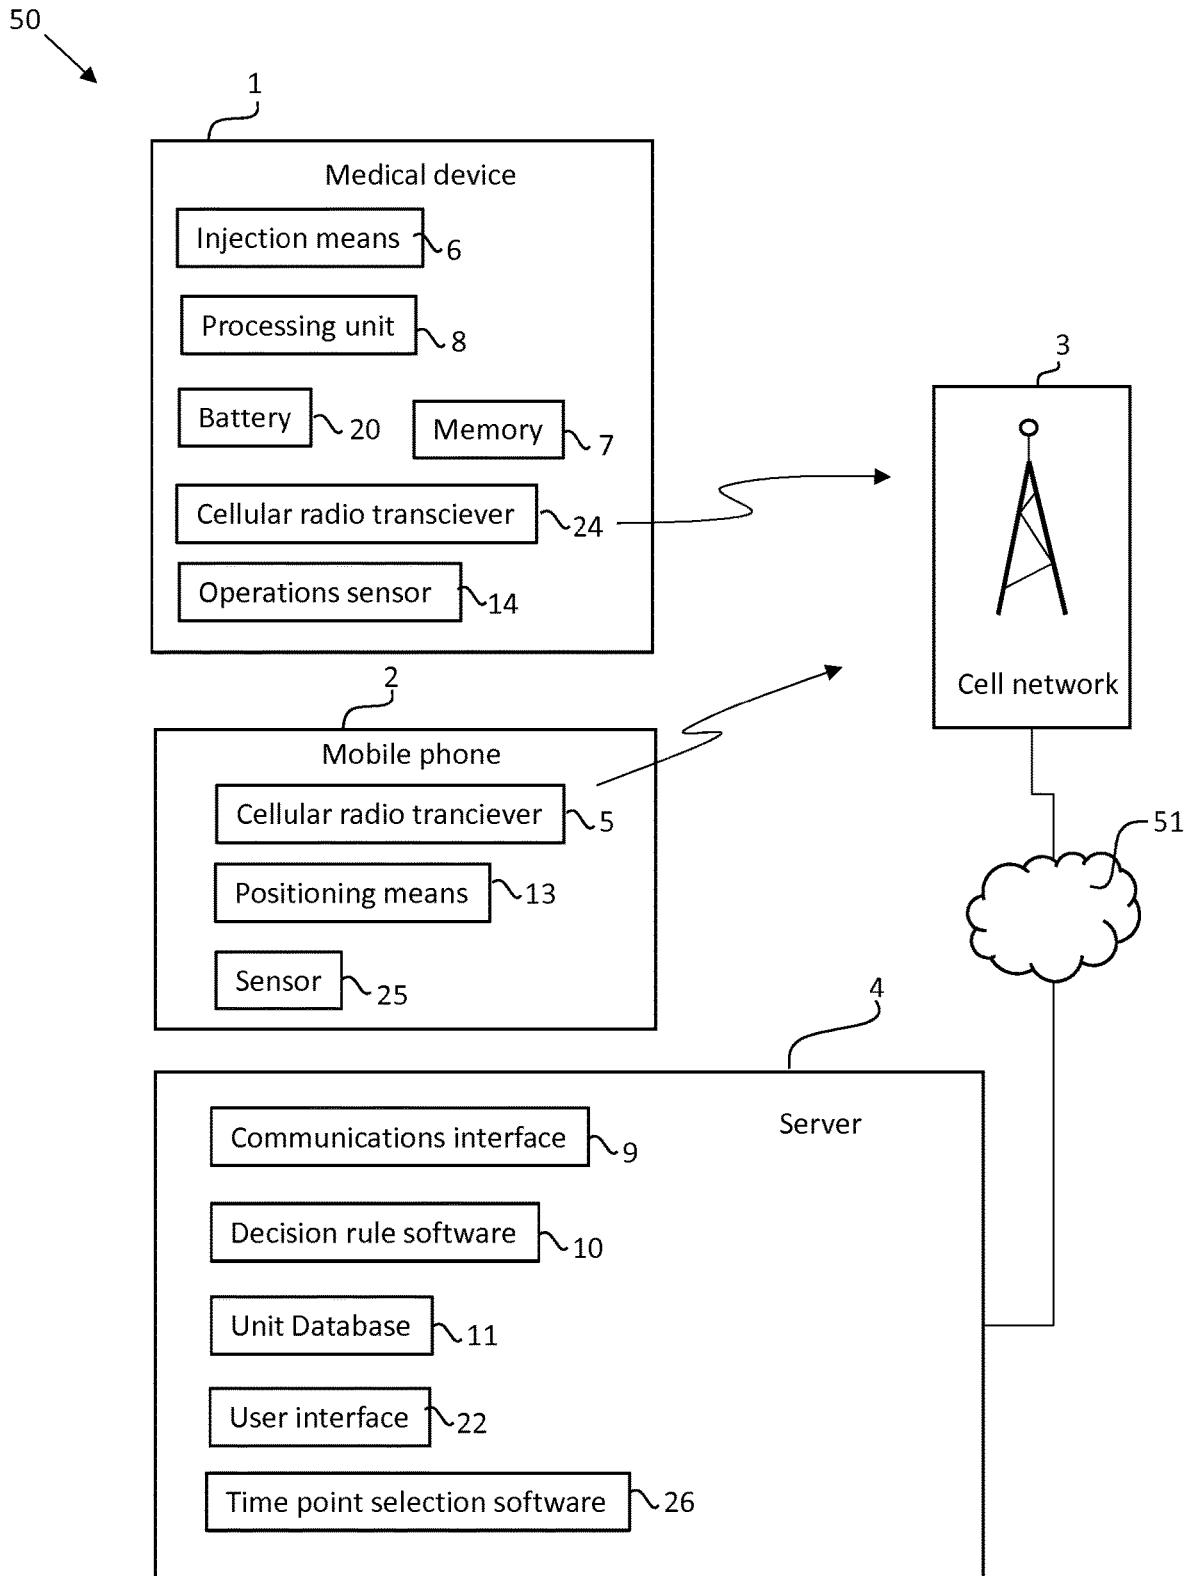 50
1
Medical device
Injection means
6
Processing unit
8
Battery
20
Memory
7
Cellular radio transciever
24
Operations sensor
14
3
Cell network
2
Mobile phone
Cellular radio tranciever
5
Positioning means
13
Sensor
25
51
4
Server
Communications interface
9
Decision rule software
10
Unit Database
11
User interface
22
Time point selection software
26